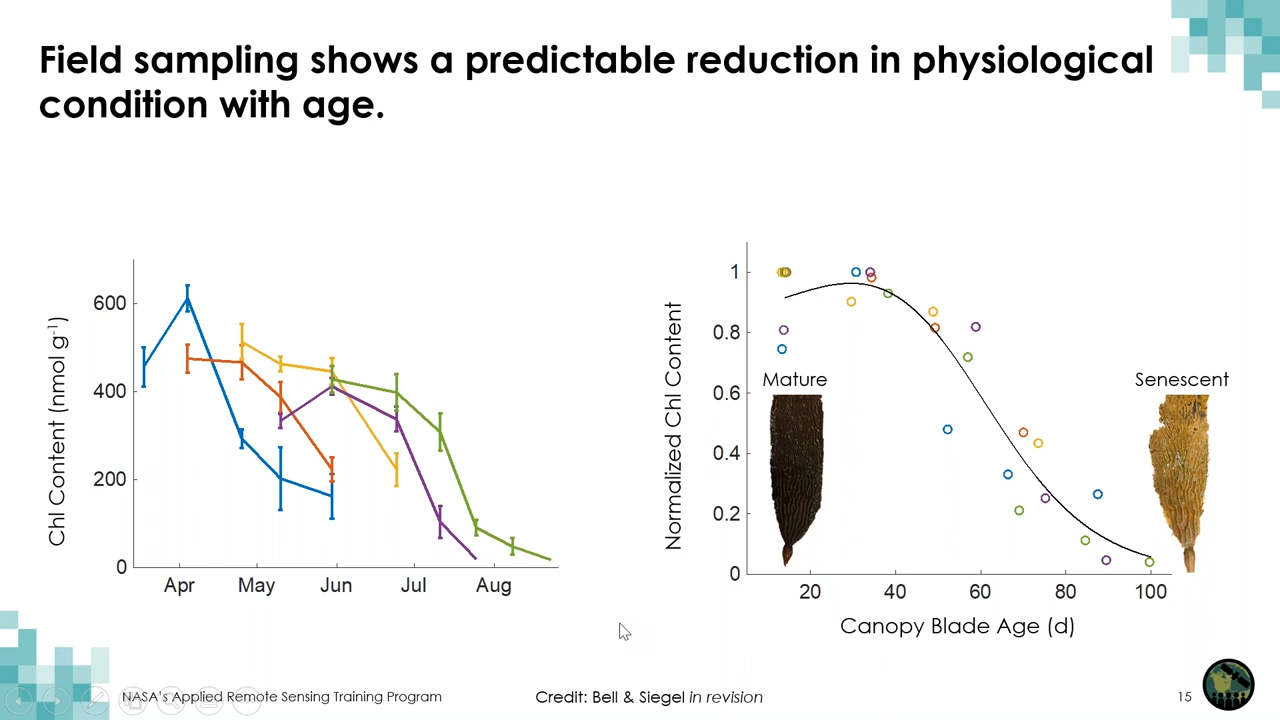 Field sampling shows a predictable reduction in physiological
condition with age.
Chl Content (nmol g⁻¹)
600
400
200
0
Apr May Jun Jul Aug
Normalized Chl Content
1
0.8
0.6
0.4
0.2
0
Mature
Senescent
20 40 60 80 100
Canopy Blade Age (d)
NASA's Applied Remote Sensing Training Program
Credit: Bell & Siegel in revision
15